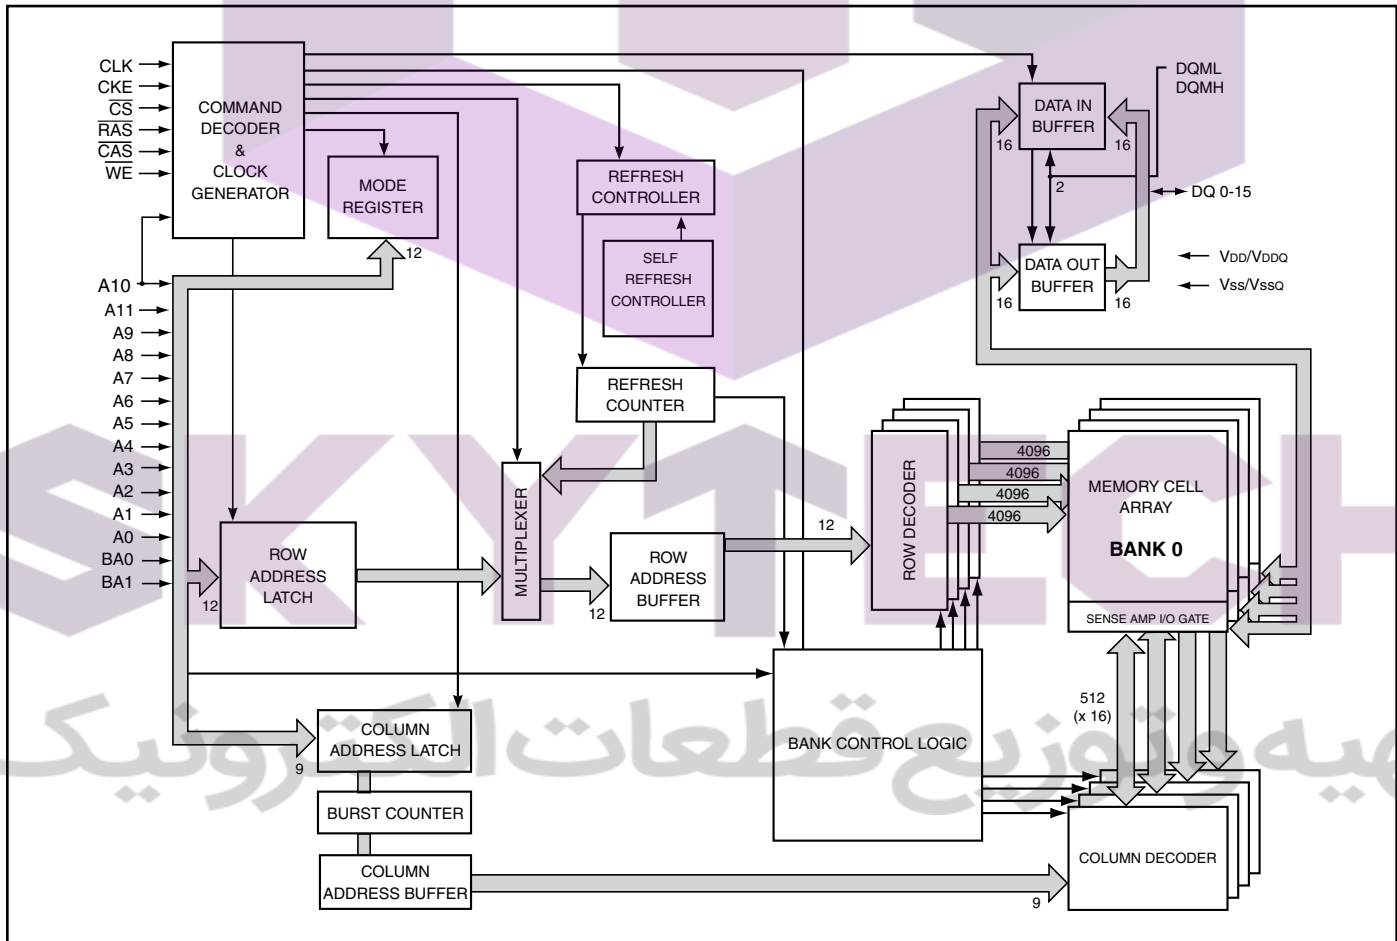 CLK
CKE
CS
RAS
CAS
WE
A10
A11
A9
A8
A7
A6
A5
A4
A3
A2
A1
A0
BA0
BA1
COMMAND
DECODER
&
CLOCK
GENERATOR
MODE
REGISTER
12
REFRESH
CONTROLLER
SELF
REFRESH
CONTROLLER
REFRESH
COUNTER
DATA IN
BUFFER
16
16
2
DQML
DQMH
DQ 0-15
DATA OUT
BUFFER
16
16
VDD/VDDQ
Vss/VssQ
ROW
ADDRESS
LATCH
12
MULTIPLEXER
12
ROW
ADDRESS
BUFFER
12
ROW DECODER
4096
4096
4096
4096
MEMORY CELL
ARRAY
BANK 0
SENSE AMP I/O GATE
512
(x 16)
BANK CONTROL LOGIC
COLUMN
ADDRESS LATCH
9
BURST COUNTER
COLUMN
ADDRESS BUFFER
9
COLUMN DECODER
SKYTECH
تهیه وتوزیع قطعات الکترونیک